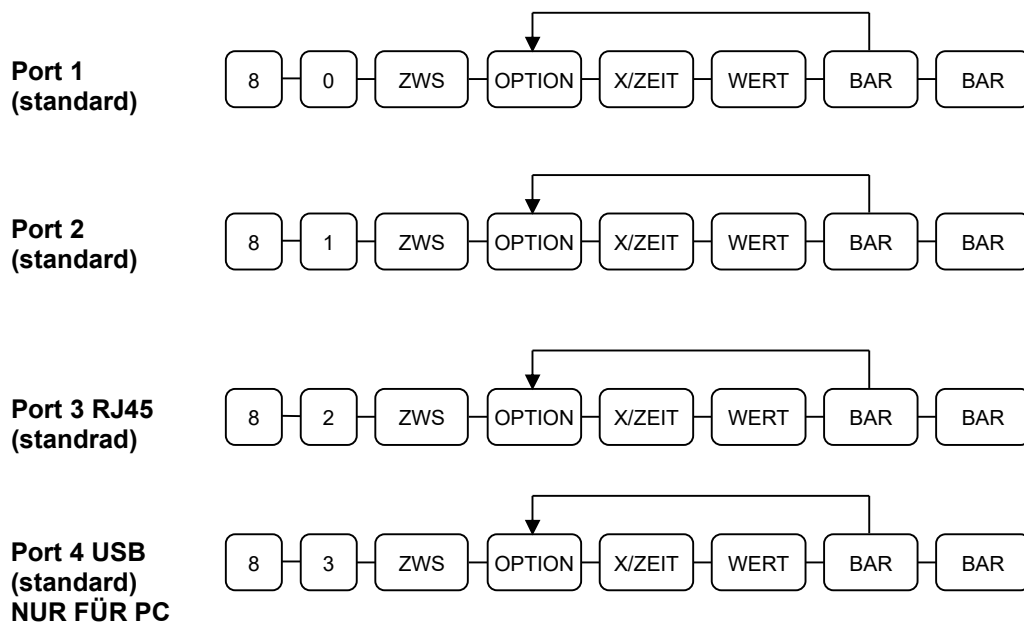 Port 1
(standard)
8 0 ZWS OPTION X/ZEIT WERT BAR BAR
Port 2
(standard)
8 1 ZWS OPTION X/ZEIT WERT BAR BAR
Port 3 RJ45
(standrad)
8 2 ZWS OPTION X/ZEIT WERT BAR BAR
Port 4 USB
(standard)
NUR FÜR PC
8 3 ZWS OPTION X/ZEIT WERT BAR BAR